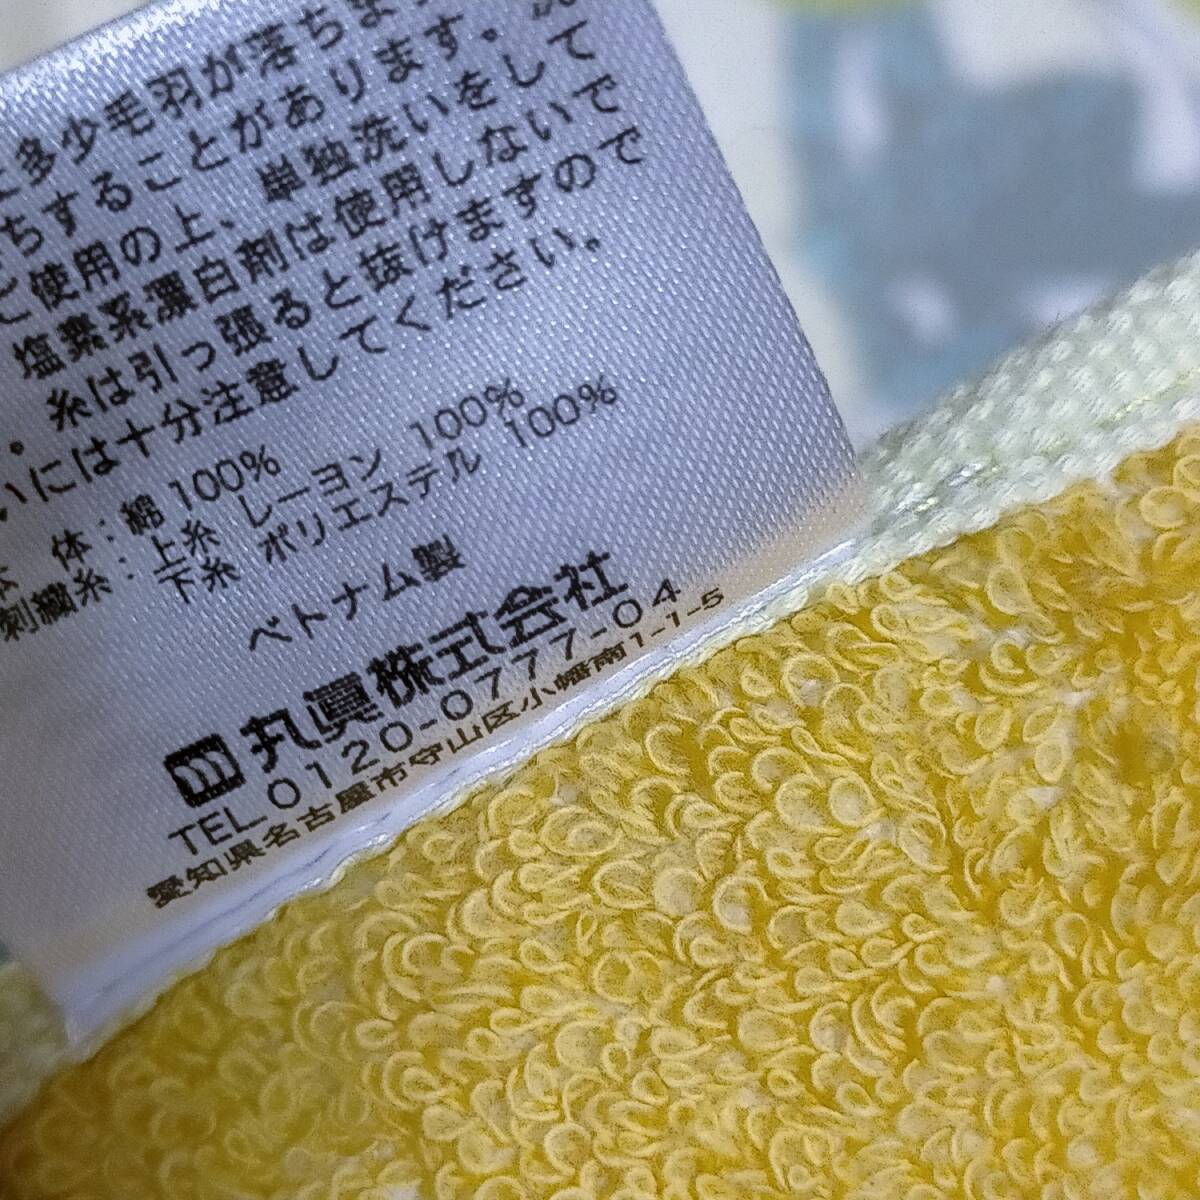 多少毛羽が落ちま
ちすることがあります。洗
使用の上、単独洗いをして
塩素系漂白剤は使用しないで
。糸は引っ張ると抜けますので
いには十分注意してください。
体：綿 100%
刺繍糸：上糸 レーヨン 100%
下糸 ポリエステル 100%
ベトナム製
丸眞株式会社
TEL 0120-0777-04
愛知県名古屋市守山区小幡南1-1-5